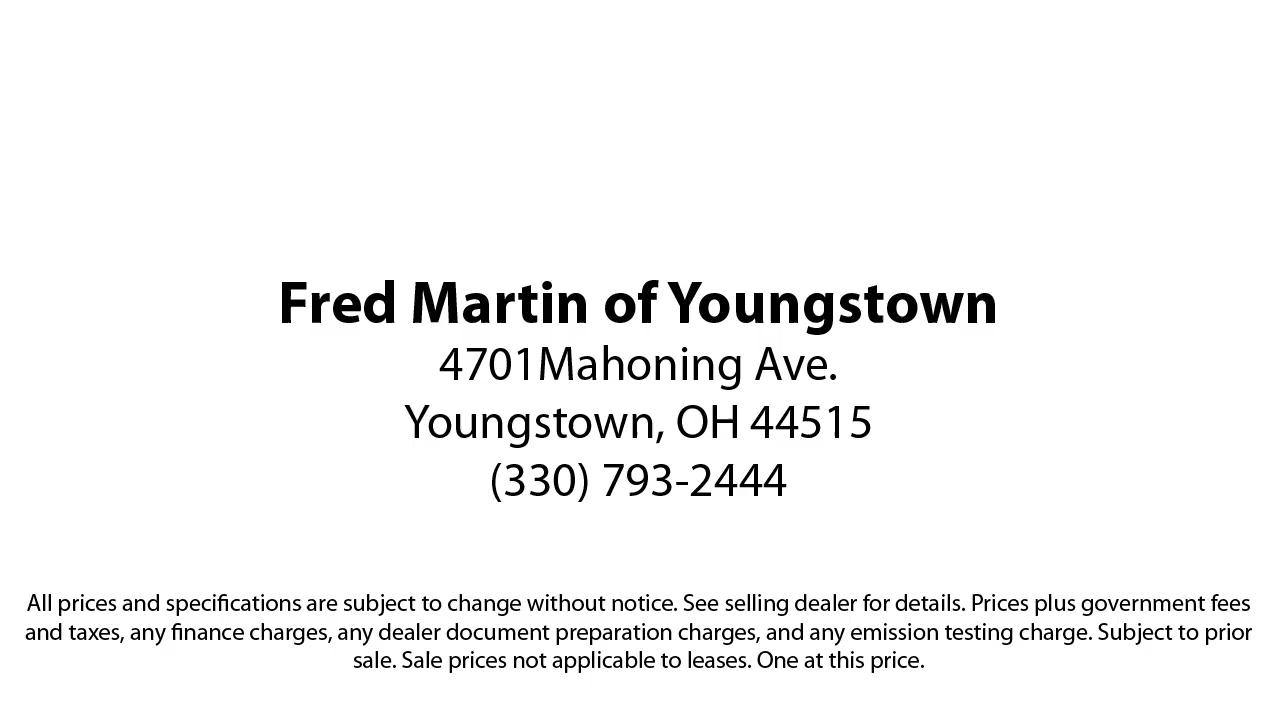 Fred Martin of Youngstown
4701Mahoning Ave.
Youngstown, OH 44515
(330) 793-2444
All prices and specifications are subject to change without notice. See selling dealer for details. Prices plus government fees
and taxes, any finance charges, any dealer document preparation charges, and any emission testing charge. Subject to prior
sale. Sale prices not applicable to leases. One at this price.